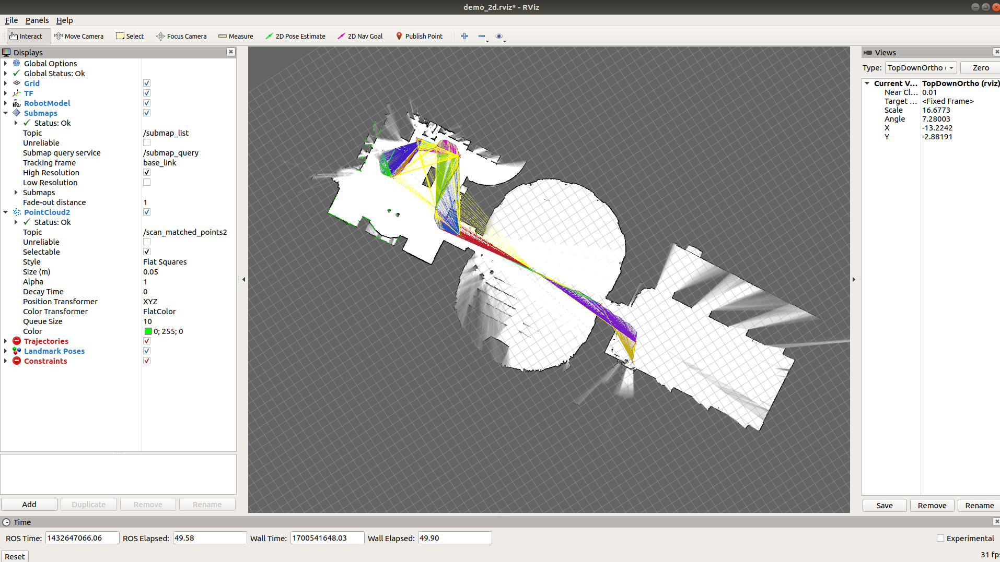 demo_2d.rviz* - RViz
File Panels Help
Interact Move Camera Select Focus Camera Measure 2D Pose Estimate 2D Nav Goal Publish Point
Displays
Global Options
Global Status: Ok
Grid
TF
RobotModel
Submaps
Status: Ok
Topic /submap_list
Unreliable
Submap query service /submap_query
Tracking frame base_link
High Resolution
Low Resolution
Submaps
Fade-out distance 1
PointCloud2
Status: Ok
Topic /scan_matched_points2
Unreliable
Selectable
Style Flat Squares
Size (m) 0.05
Alpha 1
Decay Time 0
Position Transformer XYZ
Color Transformer FlatColor
Queue Size 10
Color 0; 255; 0
Trajectories
Landmark Poses
Constraints
Add Duplicate Remove Rename
Views
Type: TopDownOrtho ( Zero
Current V... TopDownOrtho (rviz)
Near Cl... 0.01
Target ... <Fixed Frame>
Scale 16.6773
Angle 7.28003
X -13.2242
Y -2.88191
Save Remove Rename
Time
ROS Time: 1432647066.06 ROS Elapsed: 49.58 Wall Time: 1700541648.03 Wall Elapsed: 49.90 Experimental
Reset 31 fps